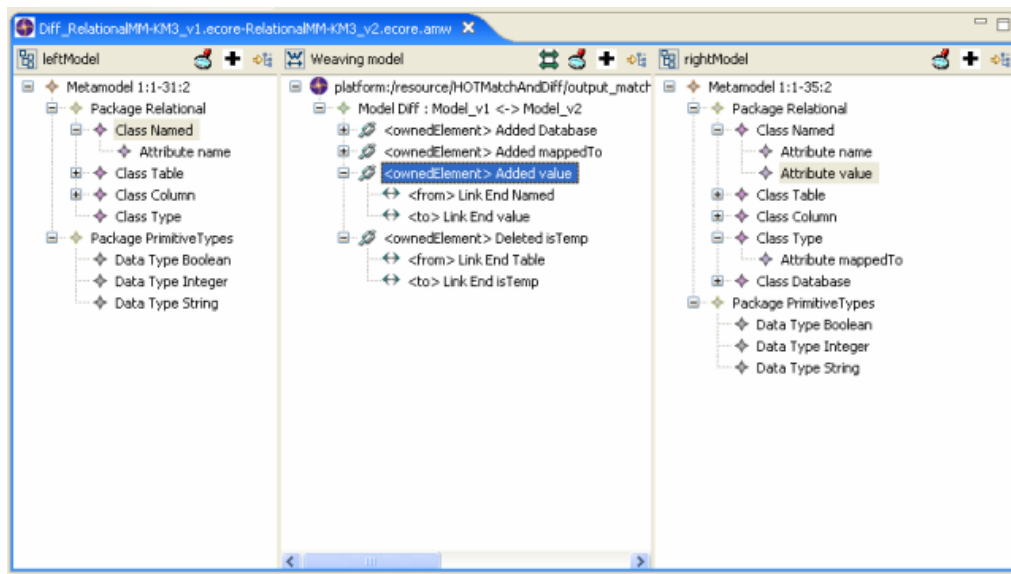 Diff_RelationalMM-KM3_v1.ecore-RelationalMM-KM3_v2.ecore.amw
leftModel
Metamodel 1:1-31:2
Package Relational
Class Named
Attribute name
Class Table
Class Column
Class Type
Package PrimitiveTypes
Data Type Boolean
Data Type Integer
Data Type String
Weaving model
platform:/resource/HOTMatchAndDiff/output_match
Model Diff : Model_v1 <-> Model_v2
<ownedElement> Added Database
<ownedElement> Added mappedTo
<ownedElement> Added value
<from> Link End Named
<to> Link End value
<ownedElement> Deleted isTemp
<from> Link End Table
<to> Link End isTemp
rightModel
Metamodel 1:1-35:2
Package Relational
Class Named
Attribute name
Attribute value
Class Table
Class Column
Class Type
Attribute mappedTo
Class Database
Package PrimitiveTypes
Data Type Boolean
Data Type Integer
Data Type String